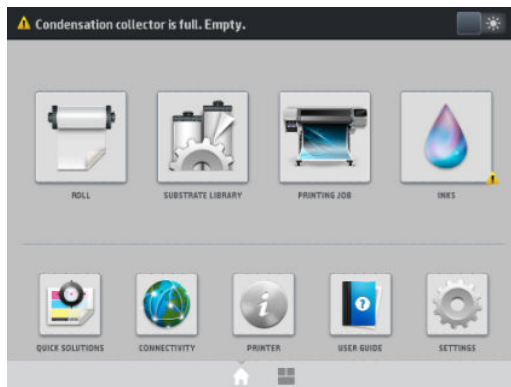 Condensation collector is full. Empty.
ROLL
SUBSTRATE LIBRARY
PRINTING JOB
INKS
QUICK SOLUTIONS
CONNECTIVITY
PRINTER
USER GUIDE
SETTINGS